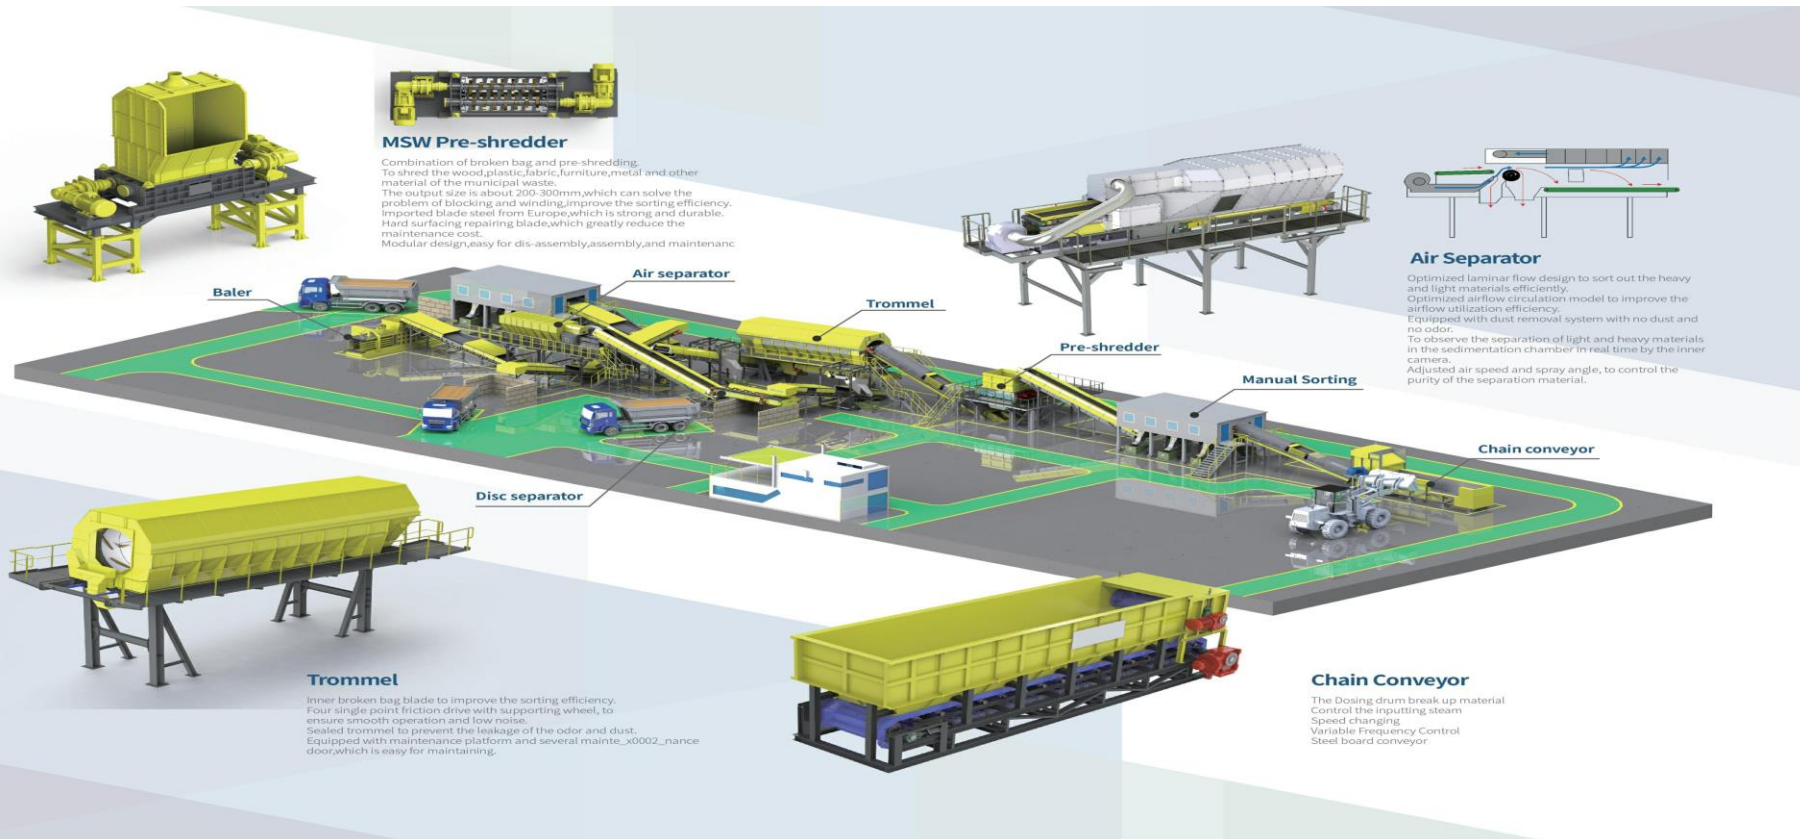 MSW Pre-shredder
Combination of broken bag and pre-shredding.
To shred the wood,plastic,fabric,furniture,metal and other
material of the municipal waste.
The output size is about 200-300mm,which can solve the
problem of blocking and winding,improve the sorting efficiency.
Imported blade steel from Europe,which is strong and durable.
Hard surfacing repairing blade,which greatly reduce the
maintenance cost.
Modular design,easy for dis-assembly,assembly,and maintenanc
Air Separator
Optimized laminar flow design to sort out the heavy
and light materials efficiently.
Optimized airflow circulation model to improve the
airflow utilization efficiency.
Equipped with dust removal system with no dust and
no odor.
To observe the separation of light and heavy materials
in the sedimentation chamber in real time by the inner
camera.
Adjusted air speed and spray angle, to control the
purity of the separation material.
Baler
Air separator
Trommel
Pre-shredder
Manual Sorting
Chain conveyor
Disc separator
Trommel
Inner broken bag blade to improve the sorting efficiency.
Four single point friction drive with supporting wheel, to
ensure smooth operation and low noise.
Sealed trommel to prevent the leakage of the odor and dust.
Equipped with maintenance platform and several mainte_x0002_nance
door,which is easy for maintaining.
Chain Conveyor
The Dosing drum break up material
Control the inputting steam
Speed changing
Variable Frequency Control
Steel board conveyor